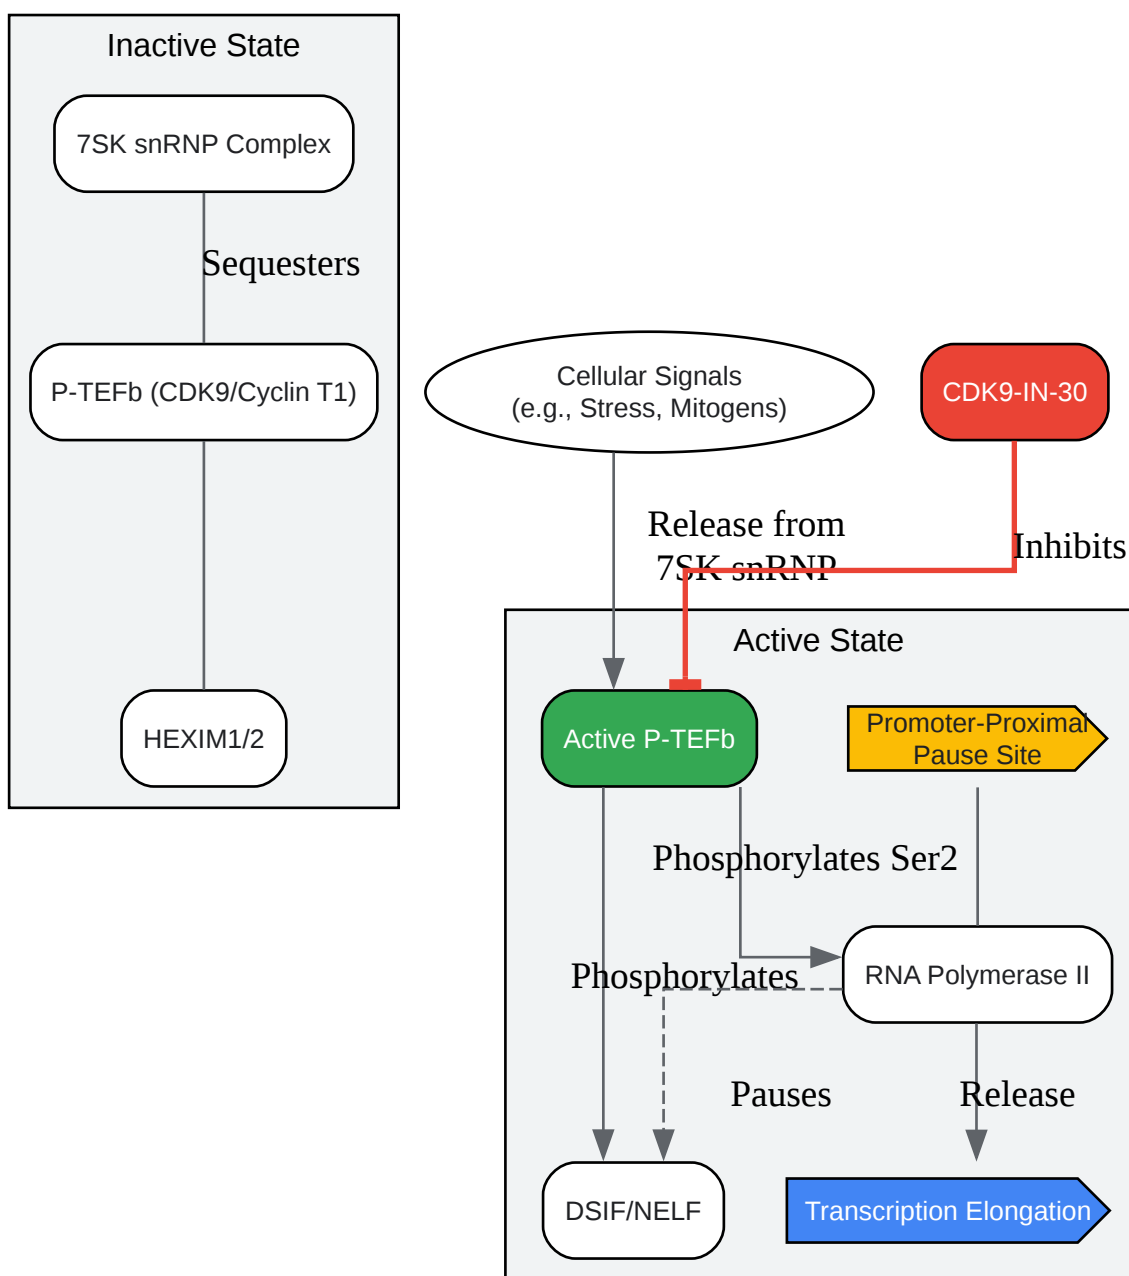 Inactive State
7SK snRNP Complex
Sequesters
P-TEFb (CDK9/Cyclin T1)
HEXIM1/2
Cellular Signals
(e.g., Stress, Mitogens)
CDK9-IN-30
Release from
7SK snRNP
Inhibits
Active State
Active P-TEFb
Promoter-Proximal
Pause Site
Phosphorylates Ser2
RNA Polymerase II
Phosphorylates
Pauses
Release
DSIF/NELF
Transcription Elongation